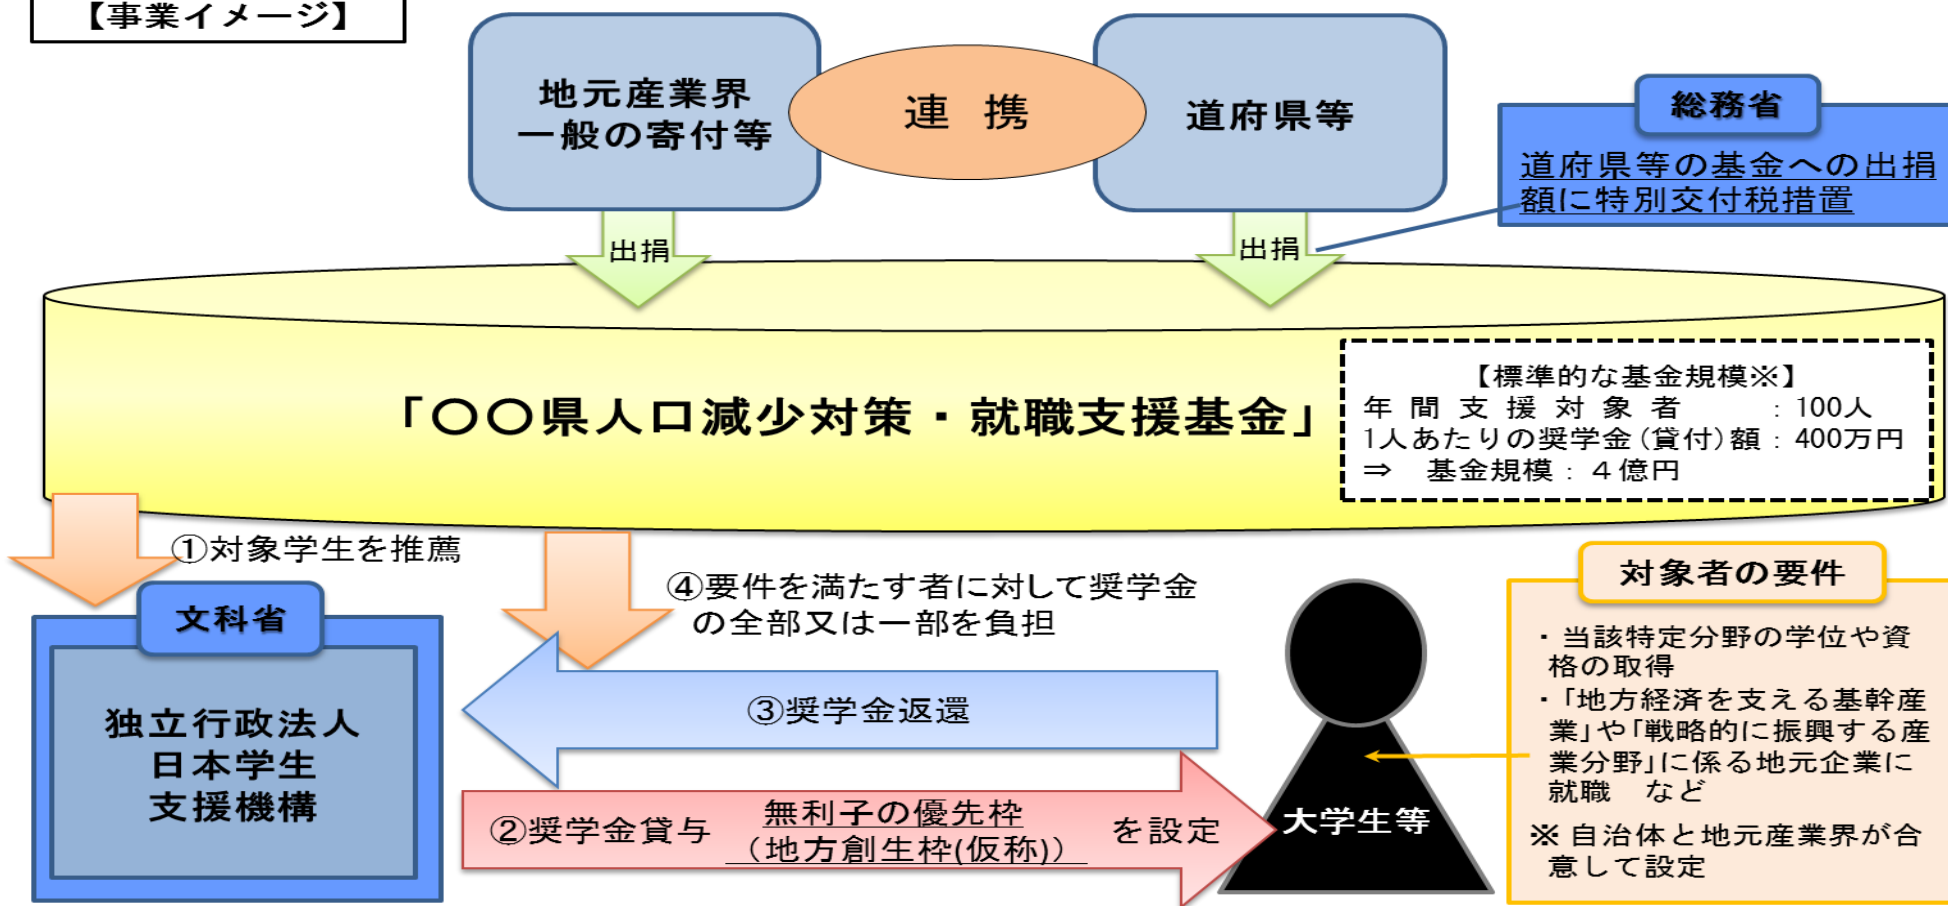 【事業イメージ】
地元産業界
一般の寄付等
連 携
道府県等
総務省
道府県等の基金への出捐
額に特別交付税措置
出捐
出捐
「〇〇県人口減少対策・就職支援基金」
【標準的な基金規模※】
年間支援対象者 : 100人
1人あたりの奨学金(貸付)額 : 400万円
⇒ 基金規模 : 4億円
①対象学生を推薦
④要件を満たす者に対して奨学金
の全部又は一部を負担
文科省
独立行政法人
日本学生
支援機構
③奨学金返還
②奨学金貸与 無利子の優先枠 を設定
(地方創生枠(仮称))
大学生等
対象者の要件
・当該特定分野の学位や資
格の取得
・「地方経済を支える基幹産
業」や「戦略的に振興する産
業分野」に係る地元企業に
就職 など
※ 自治体と地元産業界が合
意して設定